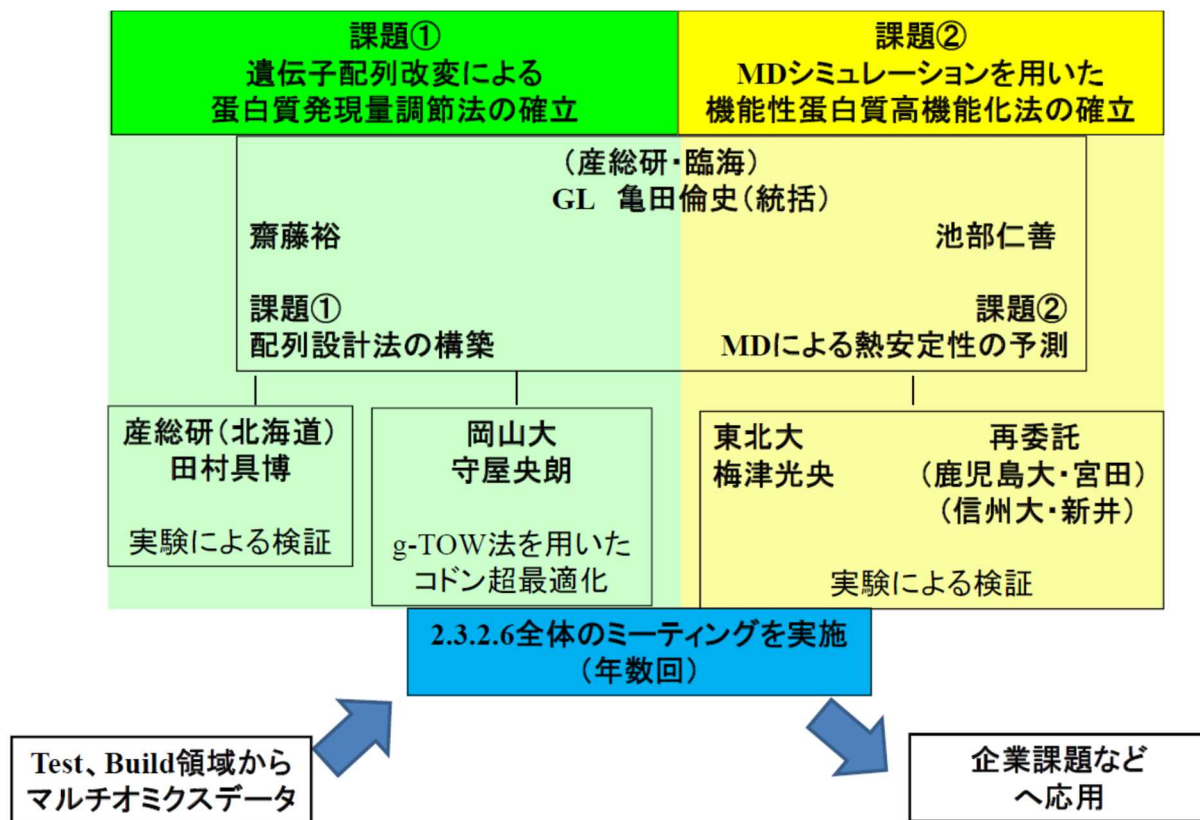 課題①
遺伝子配列改変による
蛋白質発現量調節法の確立
課題②
MDシミュレーションを用いた
機能性蛋白質高機能化法の確立
（産総研・臨海）
GL 亀田倫史（統括）
齋藤裕
池部仁善
課題①
配列設計法の構築
課題②
MDによる熱安定性の予測
産総研（北海道）
田村具博
実験による検証
岡山大
守屋央朗
g-TOW法を用いた
コドン超最適化
東北大
梅津光央
再委託
（鹿児島大・宮田）
（信州大・新井）
実験による検証
2.3.2.6全体のミーティングを実施
（年数回）
Test、Build領域から
マルチオミクスデータ
企業課題など
へ応用